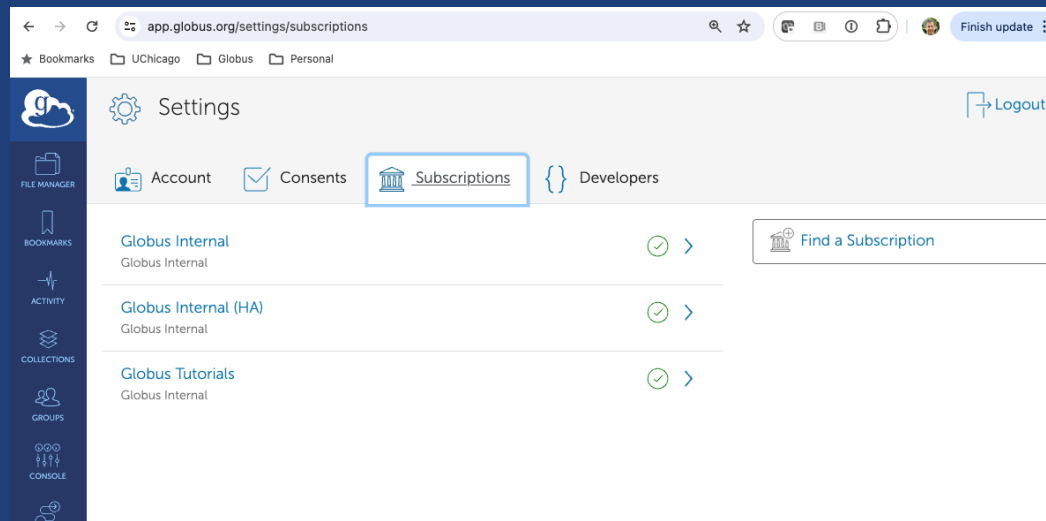 app.globus.org/settings/subscriptions
Finish update
Bookmarks UChicago Globus Personal
g
Settings
Logout
Account Consents Subscriptions {} Developers
FILE MANAGER
BOOKMARKS
ACTIVITY
COLLECTIONS
GROUPS
CONSOLE
Globus Internal
Globus Internal
Globus Internal (HA)
Globus Internal
Globus Tutorials
Globus Internal
Find a Subscription